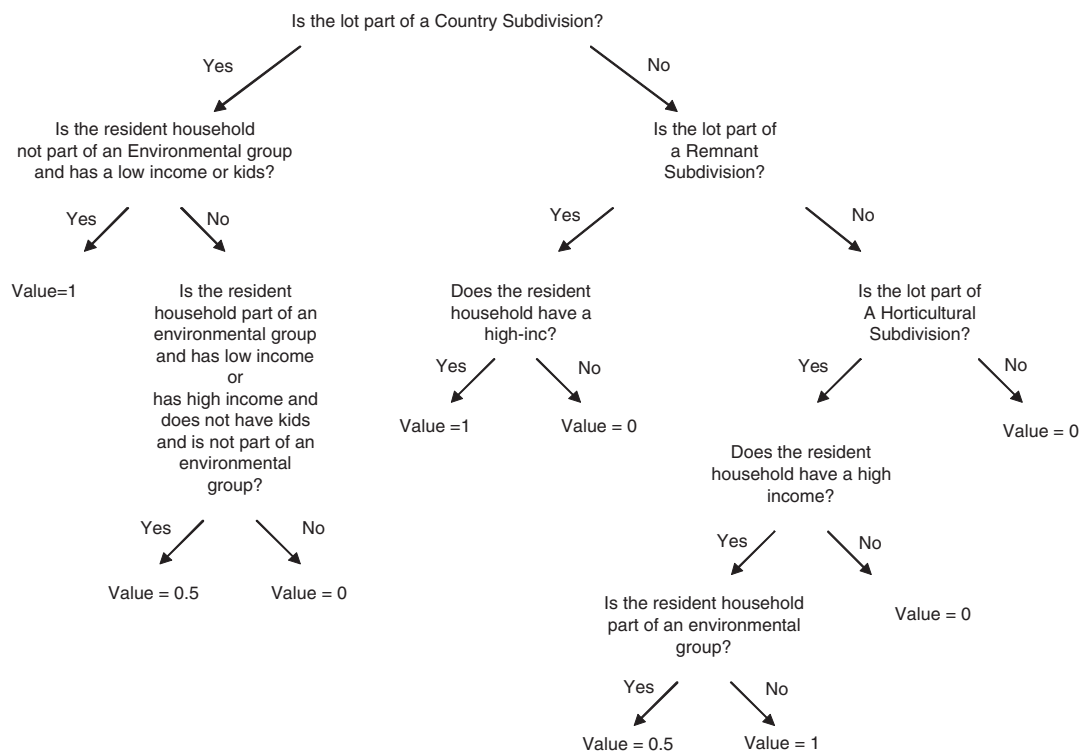 Is the lot part of a Country Subdivision?
Yes
No
Is the resident household
not part of an Environmental group
and has a low income or kids?
Is the lot part of
a Remnant
Subdivision?
Yes
No
Yes
No
Value=1
Is the resident
household part of an
environmental group
and has low income
or
has high income and
does not have kids
and is not part of an
environmental
group?
Does the resident
household have a
high-inc?
Is the lot part of
A Horticultural
Subdivision?
Yes
No
Yes
No
Value =1
Value = 0
Does the resident
household have a high
income?
Value = 0
Yes
No
Yes
No
Value = 0.5
Value = 0
Is the resident household
part of an environmental
group?
Value = 0
Yes
No
Value = 0.5
Value = 1